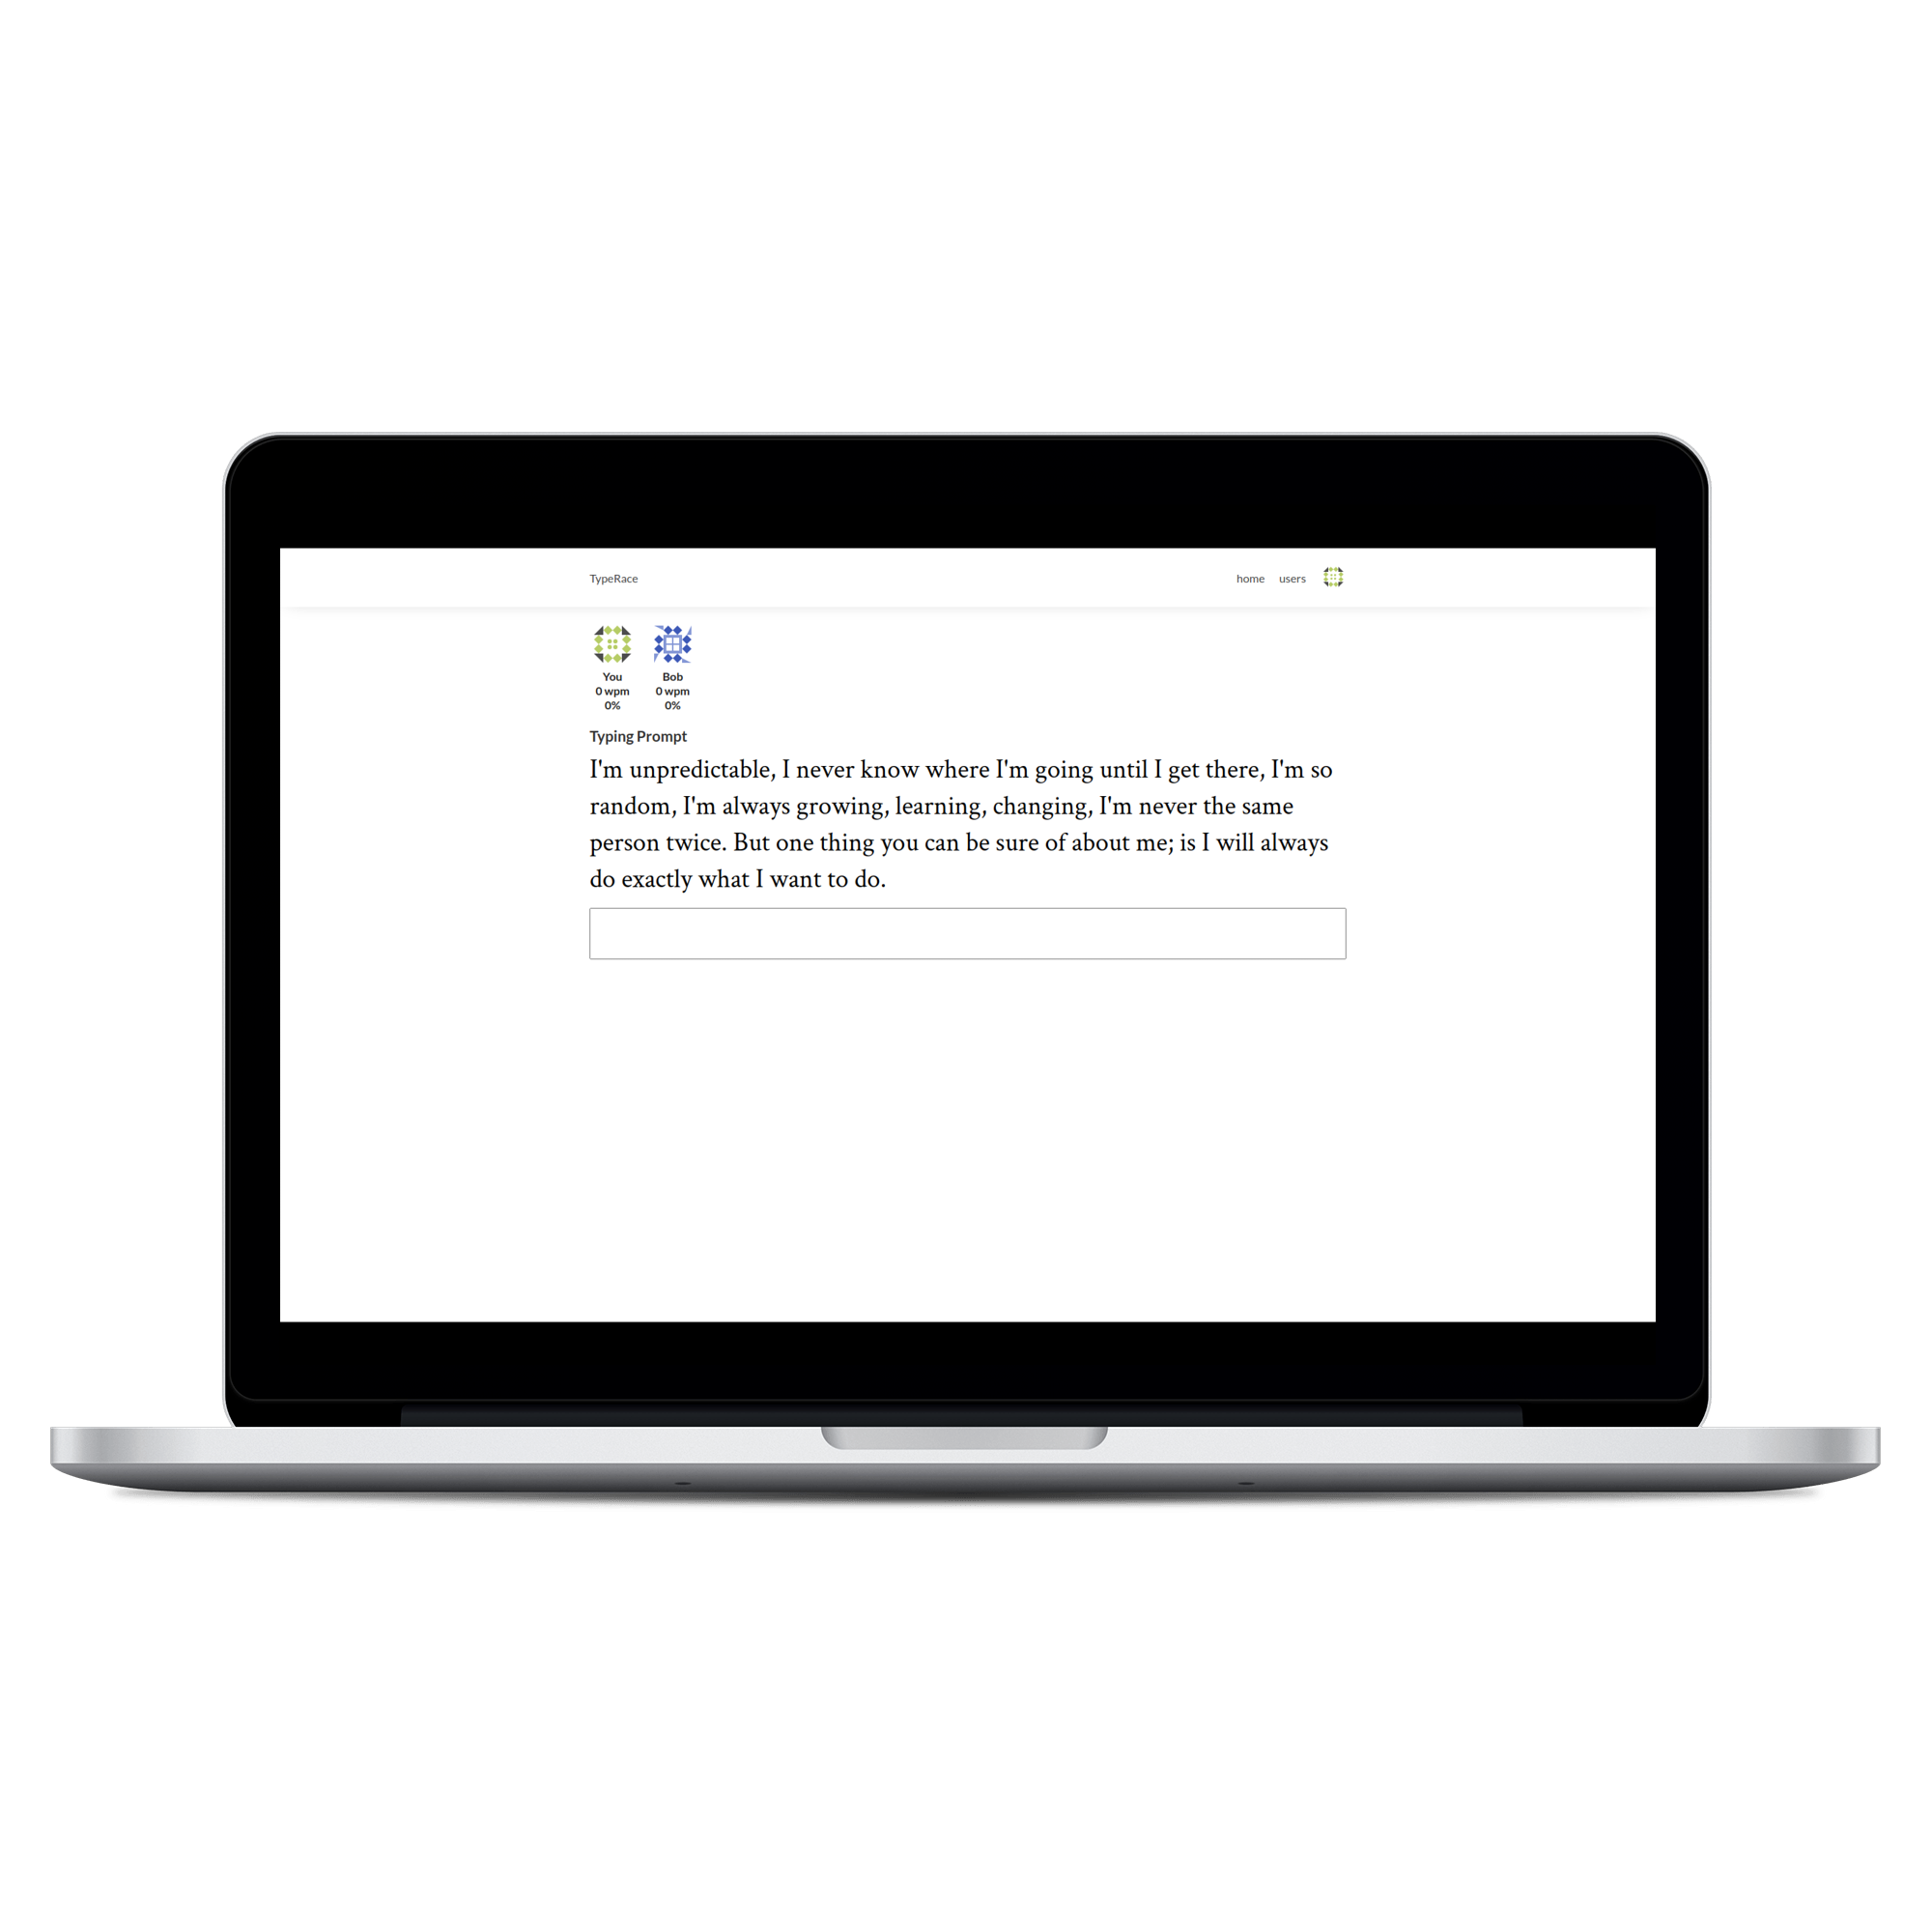 TypeRace home users
You Bob
0 wpm 0 wpm
0% 0%
Typing Prompt
I'm unpredictable, I never know where I'm going until I get there, I'm so
random, I'm always growing, learning, changing, I'm never the same
person twice. But one thing you can be sure of about me; is I will always
do exactly what I want to do.